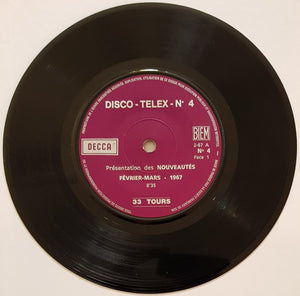 DISCO - TELEX - N° 4
DECCA
BIEM
2-67 A
N° 4
Face 1
Présentation des NOUVEAUTÉS
FÉVRIER-MARS - 1967
8'35
33 TOURS